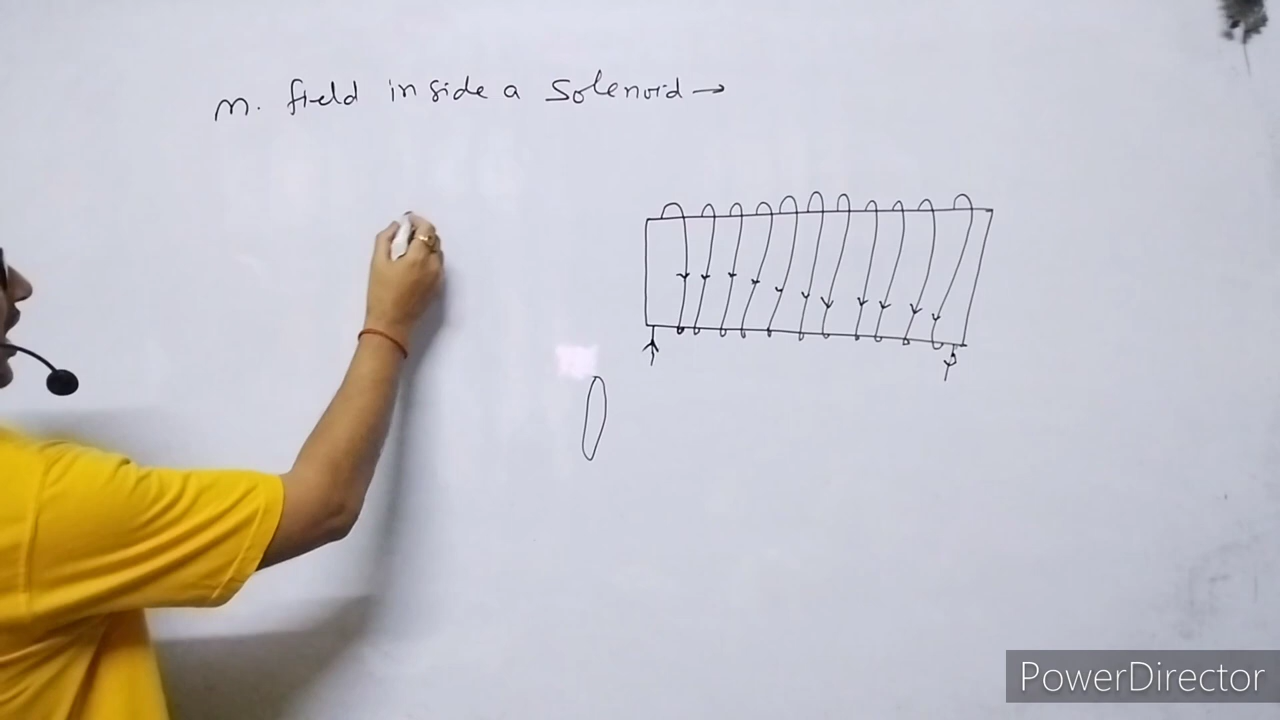 m. field inside a solenoid →
PowerDirector